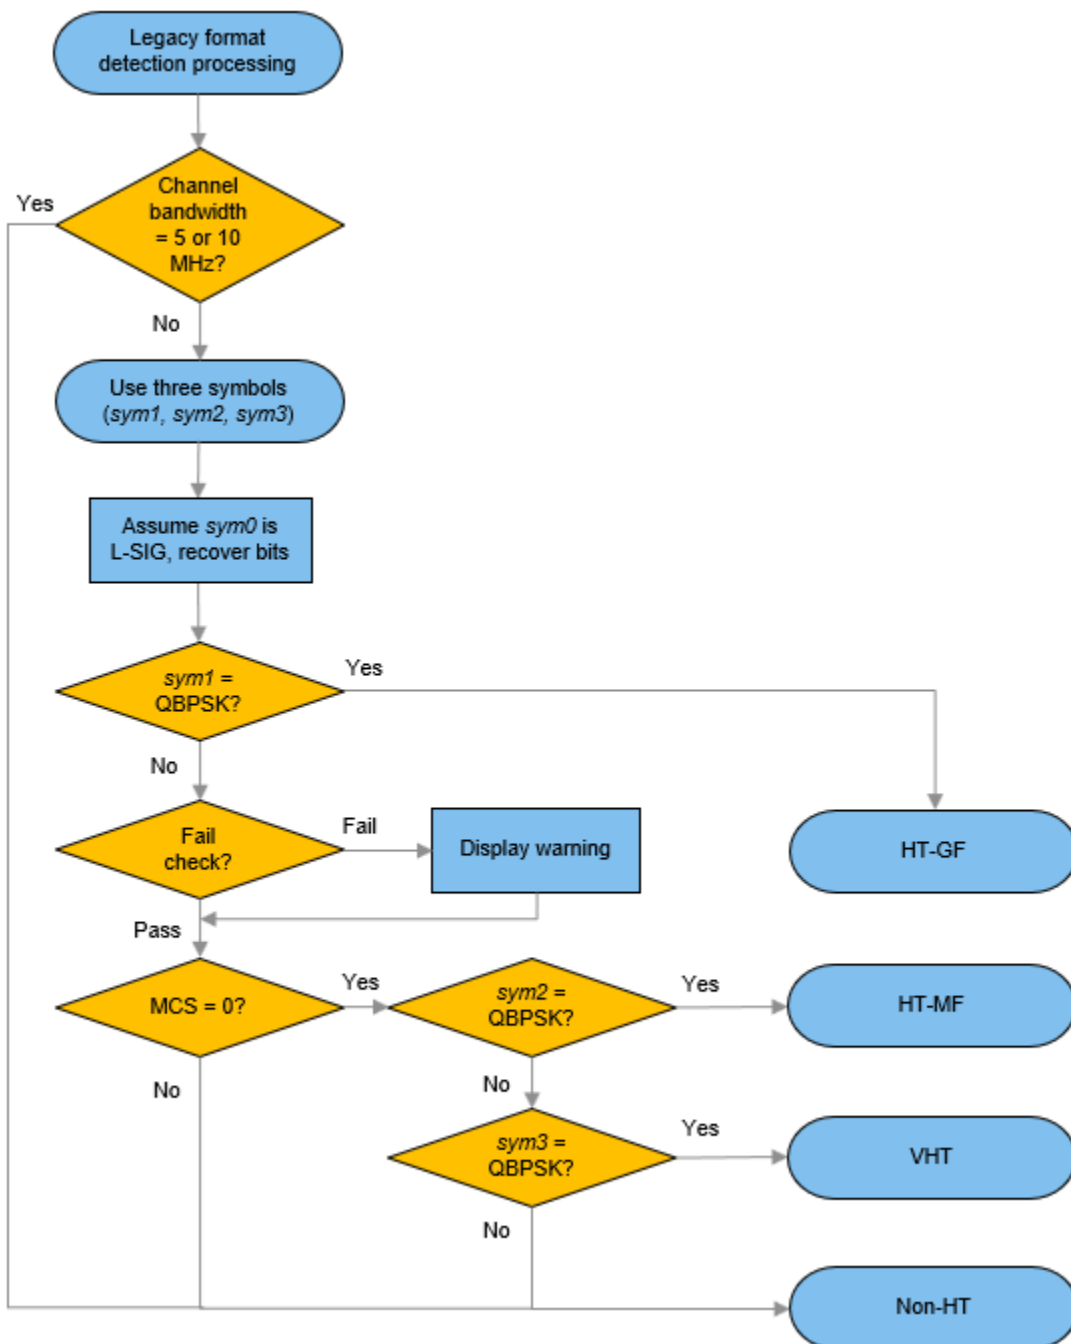 Legacy format
detection processing
Channel
bandwidth
= 5 or 10
MHz?
Yes
No
Use three symbols
(sym1, sym2, sym3)
Assume sym0 is
L-SIG, recover bits
sym1 =
QBPSK?
Yes
No
Fail
check?
Fail
Display warning
HT-GF
Pass
MCS = 0?
Yes
sym2 =
QBPSK?
Yes
HT-MF
No
No
sym3 =
QBPSK?
Yes
VHT
No
Non-HT